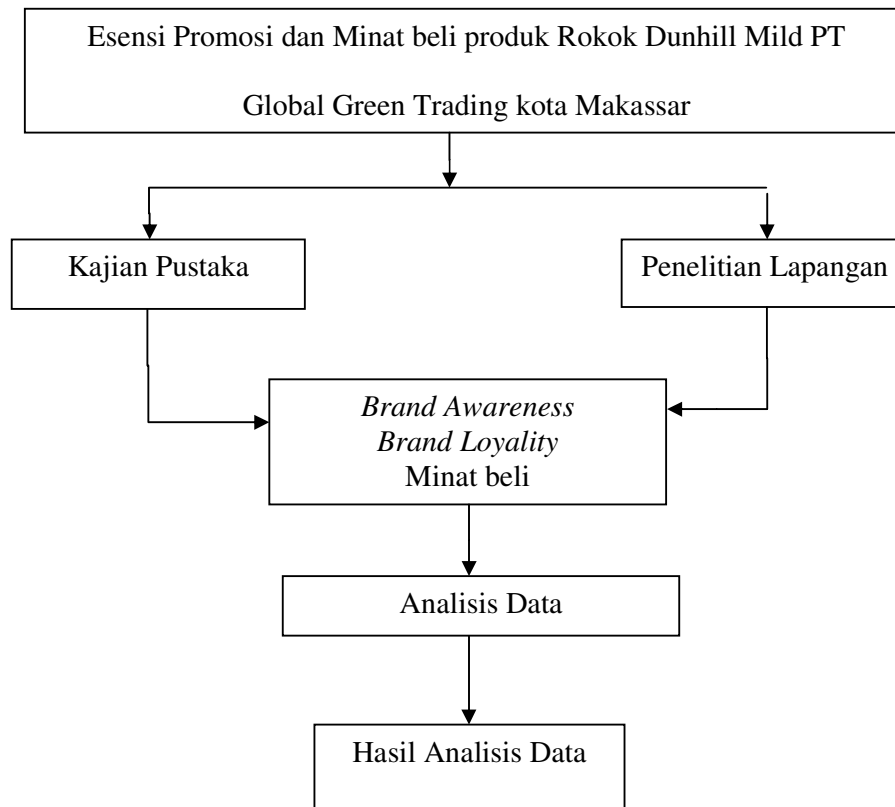 Esensi Promosi dan Minat beli produk Rokok Dunhill Mild PT
Global Green Trading kota Makassar
Kajian Pustaka
Penelitian Lapangan
Brand Awareness
Brand Loyality
Minat beli
Analisis Data
Hasil Analisis Data